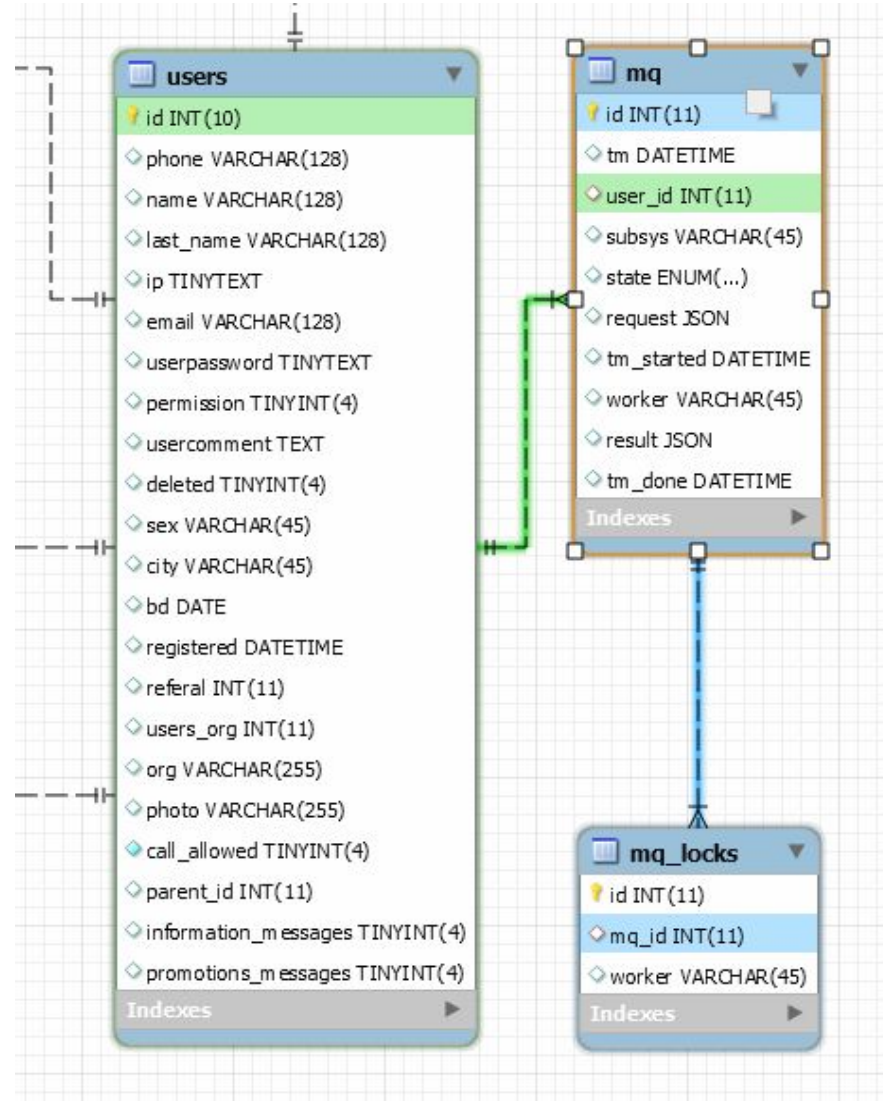 users
id INT(10)
phone VARCHAR(128)
name VARCHAR(128)
last_name VARCHAR(128)
ip TINYTEXT
email VARCHAR(128)
userpassword TINYTEXT
permission TINYINT(4)
usercomment TEXT
deleted TINYINT(4)
sex VARCHAR(45)
city VARCHAR(45)
bd DATE
registered DATETIME
referal INT(11)
users_org INT(11)
org VARCHAR(255)
photo VARCHAR(255)
call_allowed TINYINT(4)
parent_id INT(11)
information_messages TINYINT(4)
promotions_messages TINYINT(4)
Indexes
mq
id INT(11)
tm DATETIME
user_id INT(11)
subsys VARCHAR(45)
state ENUM(...)
request JSON
tm_started DATETIME
worker VARCHAR(45)
result JSON
tm_done DATETIME
Indexes
mq_locks
id INT(11)
mq_id INT(11)
worker VARCHAR(45)
Indexes